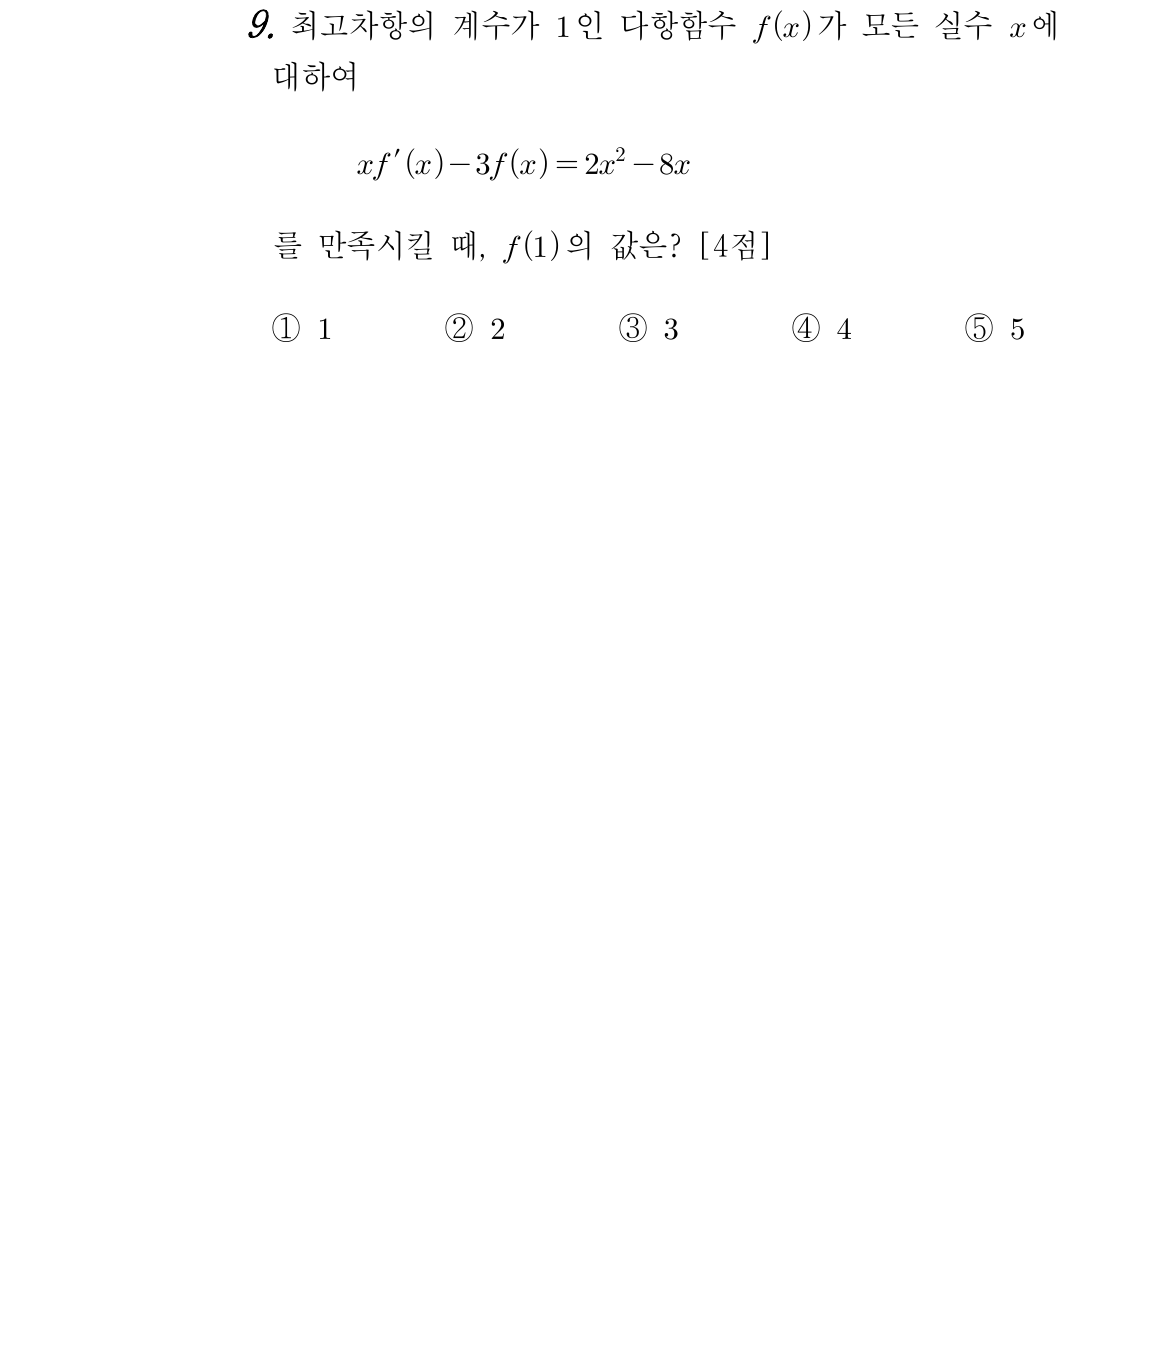 9. 최고차항의 계수가 1인 다항함수 f(x)가 모든 실수 x에
대하여
xf′(x)−3f(x)=2x²−8x
를 만족시킬 때, f(1)의 값은? [4점]
① 1 ② 2 ③ 3 ④ 4 ⑤ 5